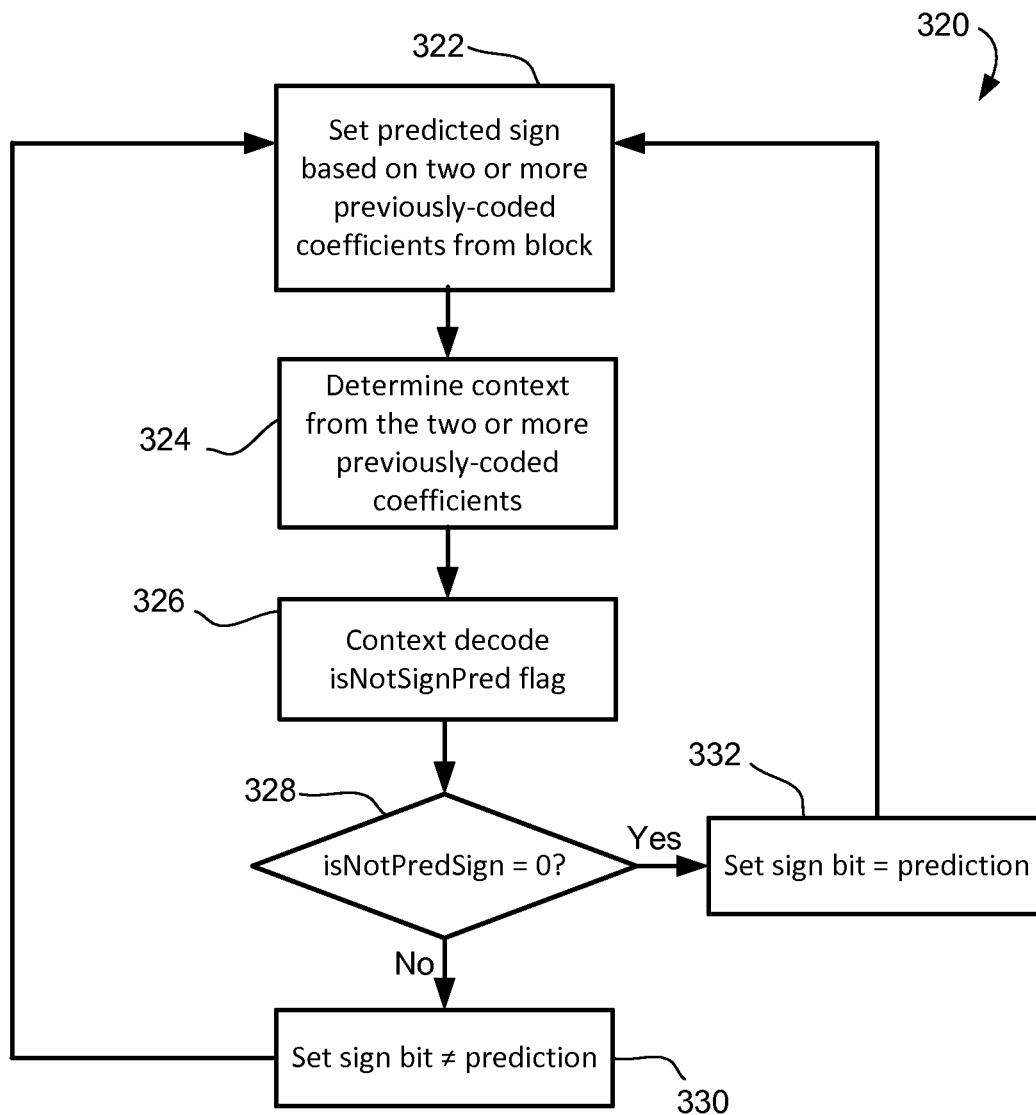 320
322
Set predicted sign
based on two or more
previously-coded
coefficients from block
324
Determine context
from the two or more
previously-coded
coefficients
326
Context decode
isNotSignPred flag
328
isNotPredSign = 0?
Yes
332
Set sign bit = prediction
No
Set sign bit ≠ prediction
330